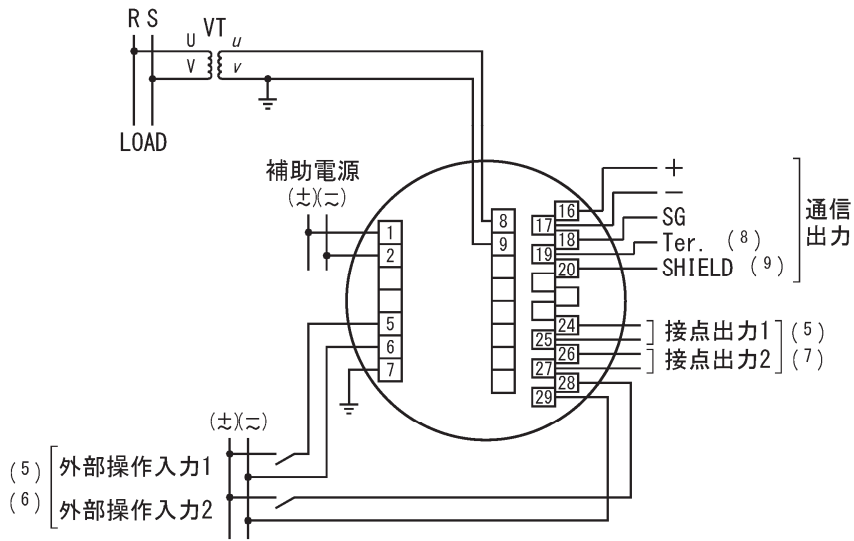 R S
VT
U u
V v
LOAD
補助電源
(±)(=)
~ ~
1
2
5
6
7
8
9
16
17
18
19
20
24
25
26
27
28
29
+
−
SG
Ter. (8)
SHIELD (9)
通信
出力
接点出力1
接点出力2
(5)
(7)
(±)(=)
~ ~
(5)
(6)
外部操作入力1
外部操作入力2